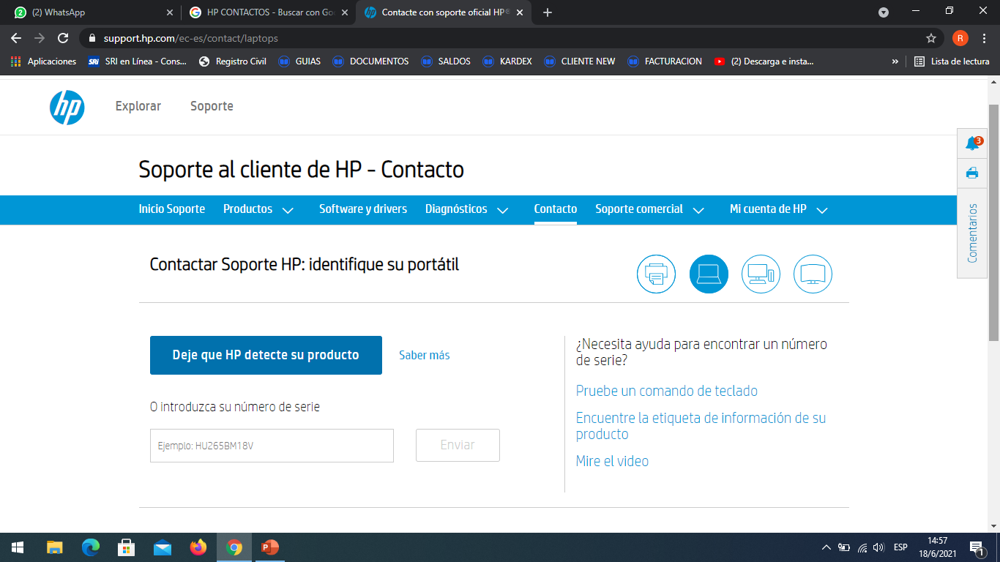 (2) WhatsApp
HP CONTACTOS - Buscar con Go
Contacte con soporte oficial HP®
support.hp.com/ec-es/contact/laptops
R
Aplicaciones
SRI SRI en Línea - Cons...
Registro Civil
GUIAS
DOCUMENTOS
SALDOS
KARDEX
CLIENTE NEW
FACTURACION
(2) Descarga e insta...
»
Lista de lectura
hp
Explorar
Soporte
3
Soporte al cliente de HP - Contacto
Inicio Soporte
Productos
Software y drivers
Diagnósticos
Contacto
Soporte comercial
Mi cuenta de HP
Comentarios
Contactar Soporte HP: identifique su portátil
Deje que HP detecte su producto
Saber más
O introduzca su número de serie
Ejemplo: HU265BM18V
Enviar
¿Necesita ayuda para encontrar un número
de serie?
Pruebe un comando de teclado
Encuentre la etiqueta de información de su
producto
Mire el video
ESP
14:57
18/6/2021
1